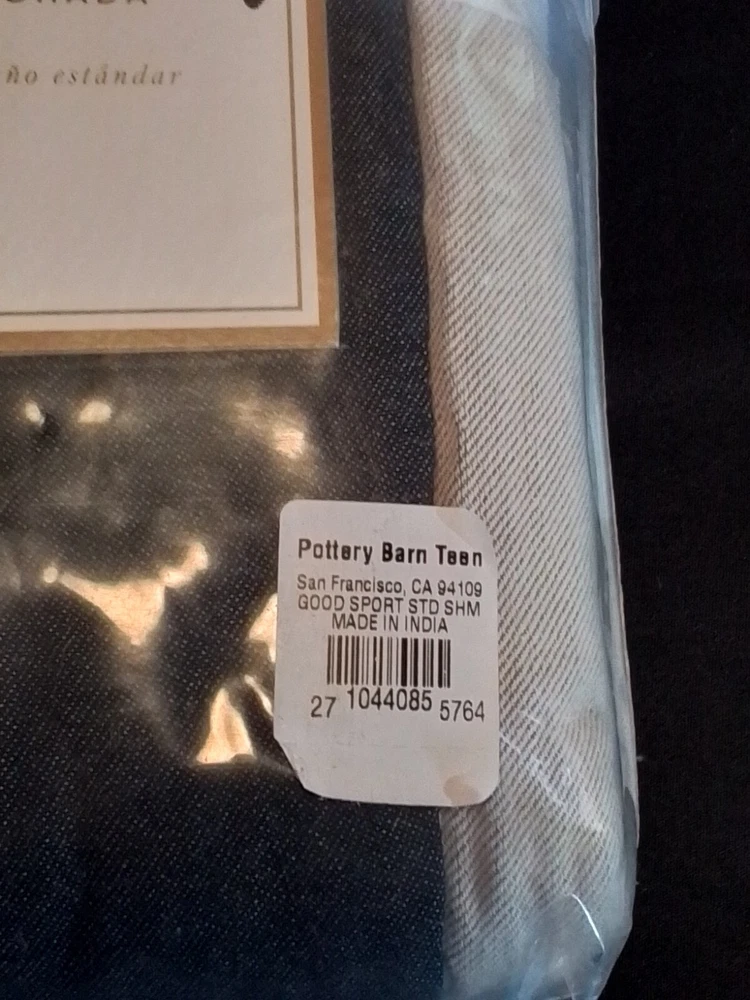 ño estándar
Pottery Barn Teen
San Francisco, CA 94109
GOOD SPORT STD SHM
MADE IN INDIA
27 1044085 5764